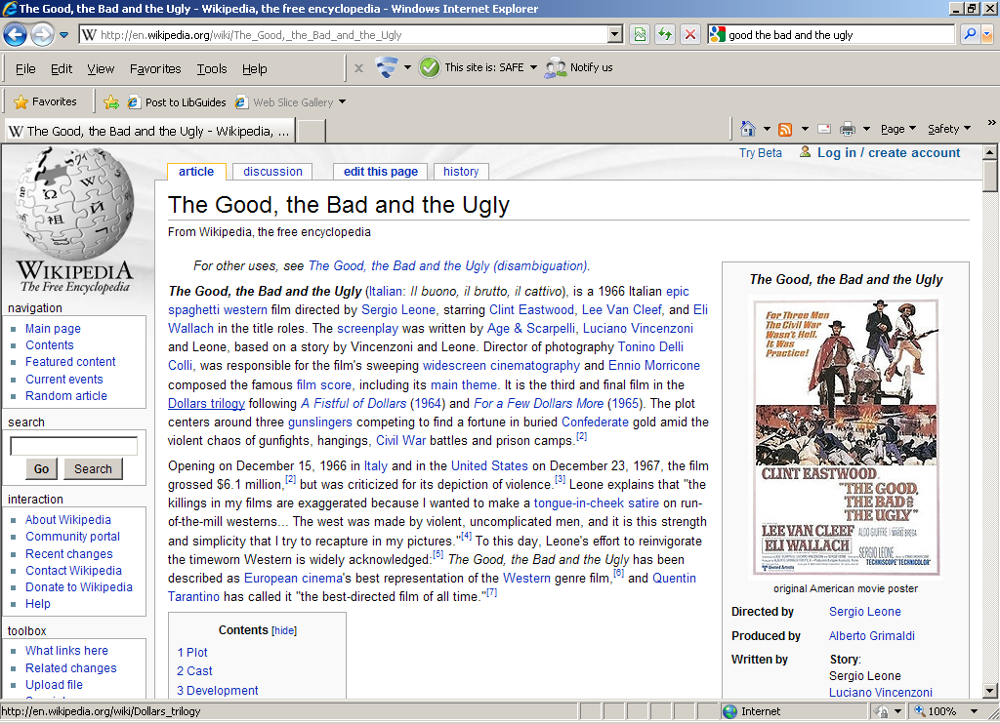 The Good, the Bad and the Ugly - Wikipedia, the free encyclopedia - Windows Internet Explorer
http://en.wikipedia.org/wiki/The_Good,_the_Bad_and_the_Ugly
good the bad and the ugly
File Edit View Favorites Tools Help
This site is: SAFE
Notify us
Favorites
Post to LibGuides
Web Slice Gallery
W The Good, the Bad and the Ugly - Wikipedia, ...
Page
Safety
»
Try Beta
Log in / create account
article
discussion
edit this page
history
WIKIPEDIA
The Free Encyclopedia
navigation
Main page
Contents
Featured content
Current events
Random article
search
Go
Search
interaction
About Wikipedia
Community portal
Recent changes
Contact Wikipedia
Donate to Wikipedia
Help
toolbox
What links here
Related changes
Upload file
The Good, the Bad and the Ugly
From Wikipedia, the free encyclopedia
For other uses, see The Good, the Bad and the Ugly (disambiguation).
The Good, the Bad and the Ugly (Italian: Il buono, il brutto, il cattivo), is a 1966 Italian epic
spaghetti western film directed by Sergio Leone, starring Clint Eastwood, Lee Van Cleef, and Eli
Wallach in the title roles. The screenplay was written by Age & Scarpelli, Luciano Vincenzoni
and Leone, based on a story by Vincenzoni and Leone. Director of photography Tonino Delli
Colli, was responsible for the film's sweeping widescreen cinematography and Ennio Morricone
composed the famous film score, including its main theme. It is the third and final film in the
Dollars trilogy following A Fistful of Dollars (1964) and For a Few Dollars More (1965). The plot
centers around three gunslingers competing to find a fortune in buried Confederate gold amid the
violent chaos of gunfights, hangings, Civil War battles and prison camps.[2]
Opening on December 15, 1966 in Italy and in the United States on December 23, 1967, the film
grossed $6.1 million,[2] but was criticized for its depiction of violence.[3] Leone explains that "the
killings in my films are exaggerated because I wanted to make a tongue-in-cheek satire on run-
of-the-mill westerns... The west was made by violent, uncomplicated men, and it is this strength
and simplicity that I try to recapture in my pictures."[4] To this day, Leone's effort to reinvigorate
the timeworn Western is widely acknowledged:[5] The Good, the Bad and the Ugly has been
described as European cinema's best representation of the Western genre film,[6] and Quentin
Tarantino has called it "the best-directed film of all time."[7]
Contents [hide]
1 Plot
2 Cast
3 Development
The Good, the Bad and the Ugly
For Three Men
The Civil War
Wasn't Hell.
It Was
Practice!
CLINT EASTWOOD
"THE GOOD,
THE BAD AND
THE UGLY"
LEE VAN CLEEF
ELI WALLACH
ALDO GIUFFRE
MARIO BREGA
SERGIO LEONE
TECHNISCOPE TECHNICOLOR
United Artists
original American movie poster
Directed by Sergio Leone
Produced by Alberto Grimaldi
Written by Story:
Sergio Leone
Luciano Vincenzoni
http://en.wikipedia.org/wiki/Dollars_trilogy
Internet
100%